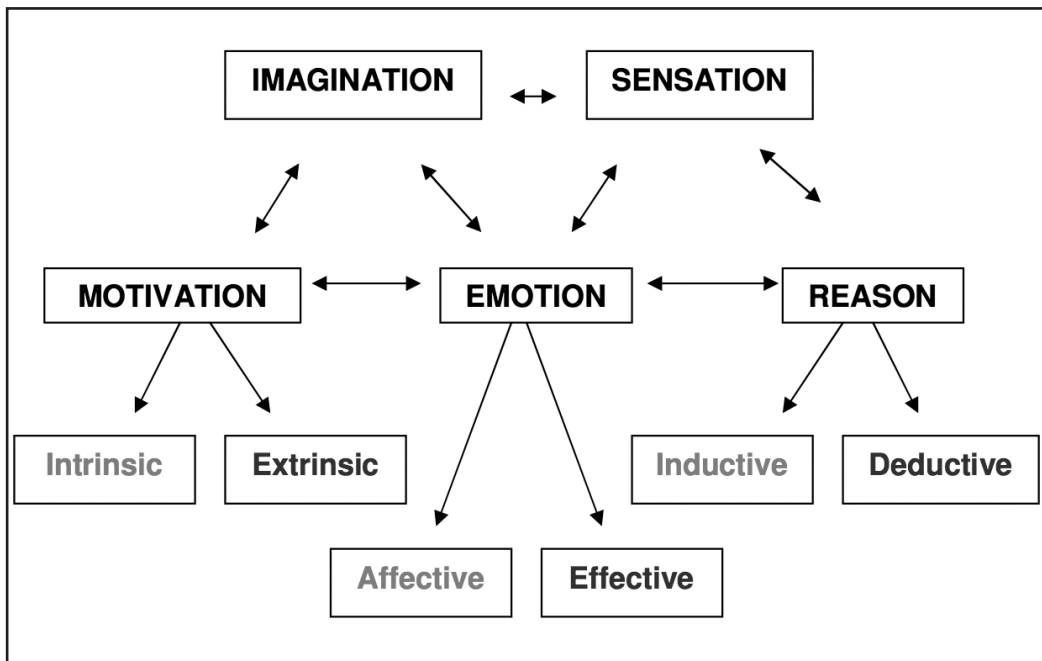 IMAGINATION
SENSATION
MOTIVATION
EMOTION
REASON
Intrinsic
Extrinsic
Inductive
Deductive
Affective
Effective